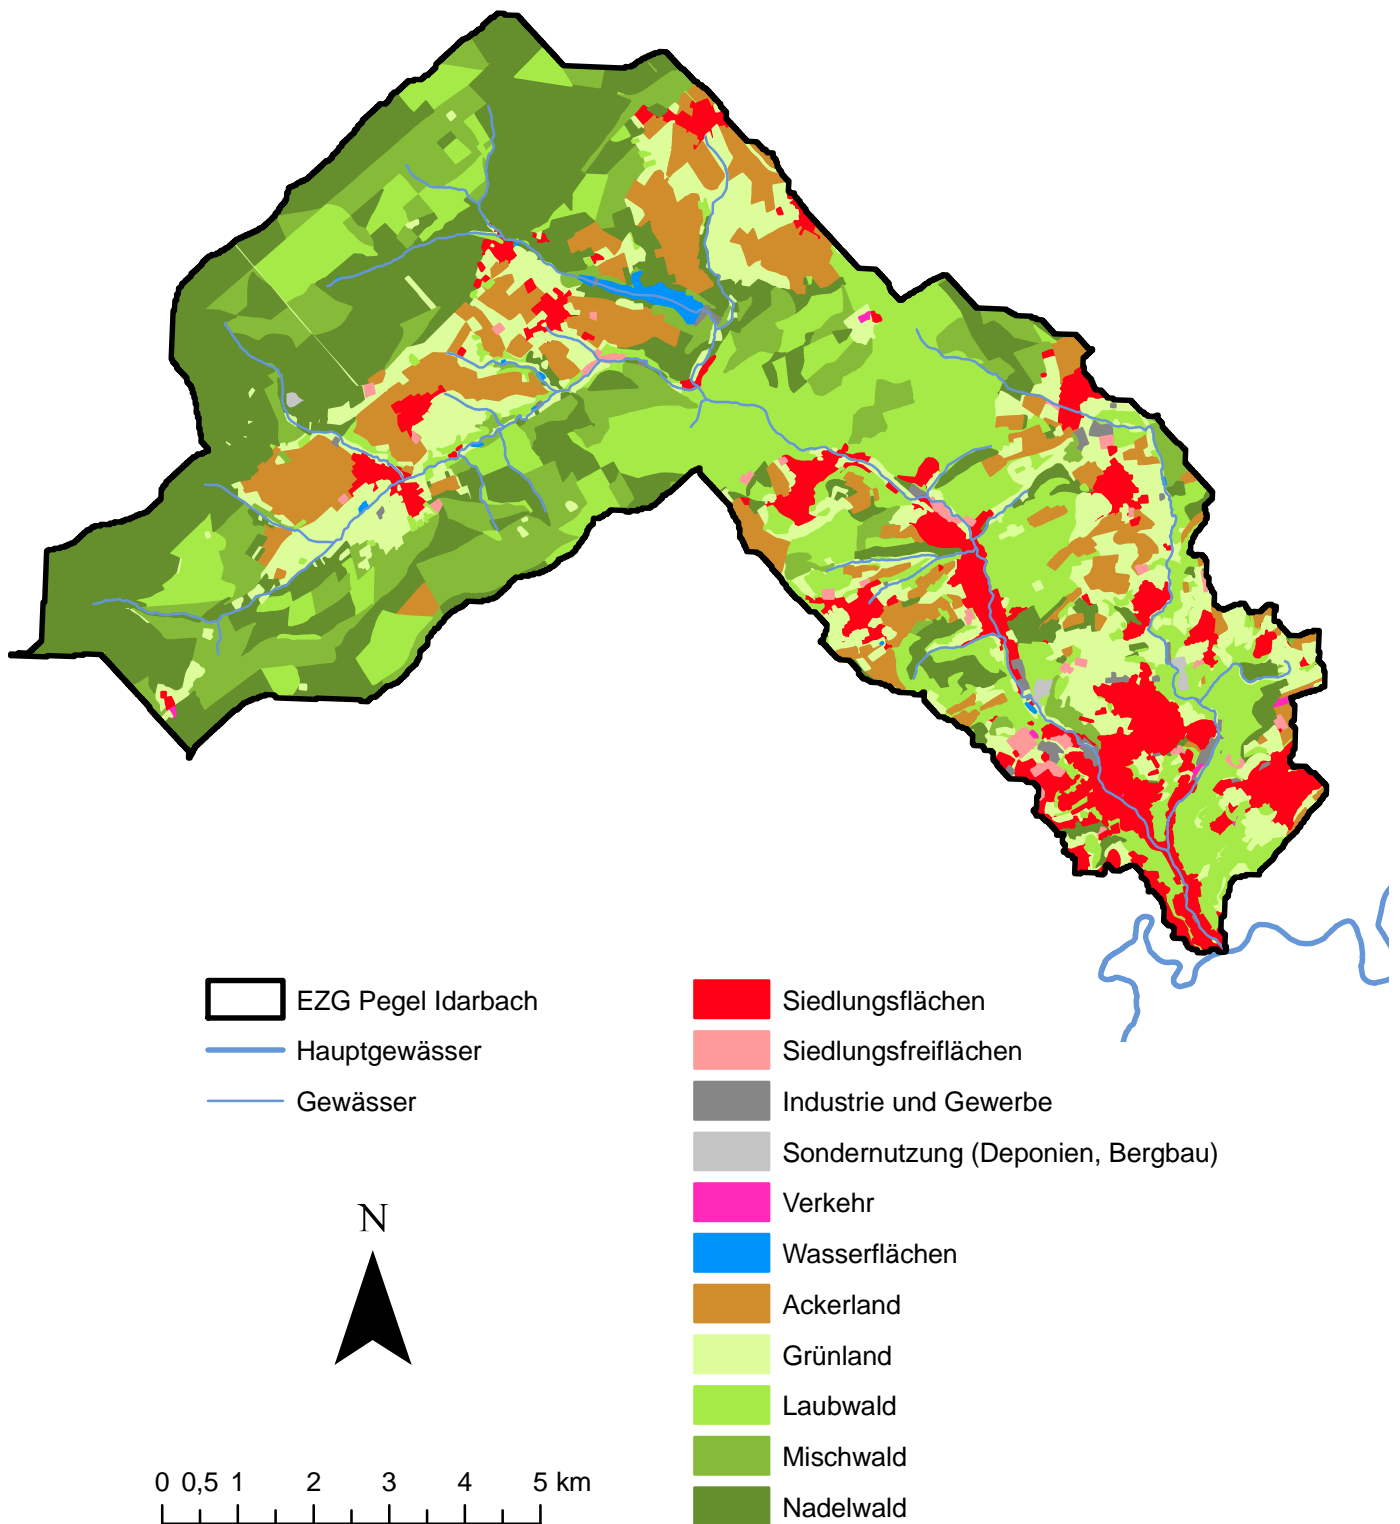 EZG Pegel Idarbach
Hauptgewässer
Gewässer
N
0 0,5 1 2 3 4 5 km
Siedlungsflächen
Siedlungsfreiflächen
Industrie und Gewerbe
Sondernutzung (Deponien, Bergbau)
Verkehr
Wasserflächen
Ackerland
Grünland
Laubwald
Mischwald
Nadelwald